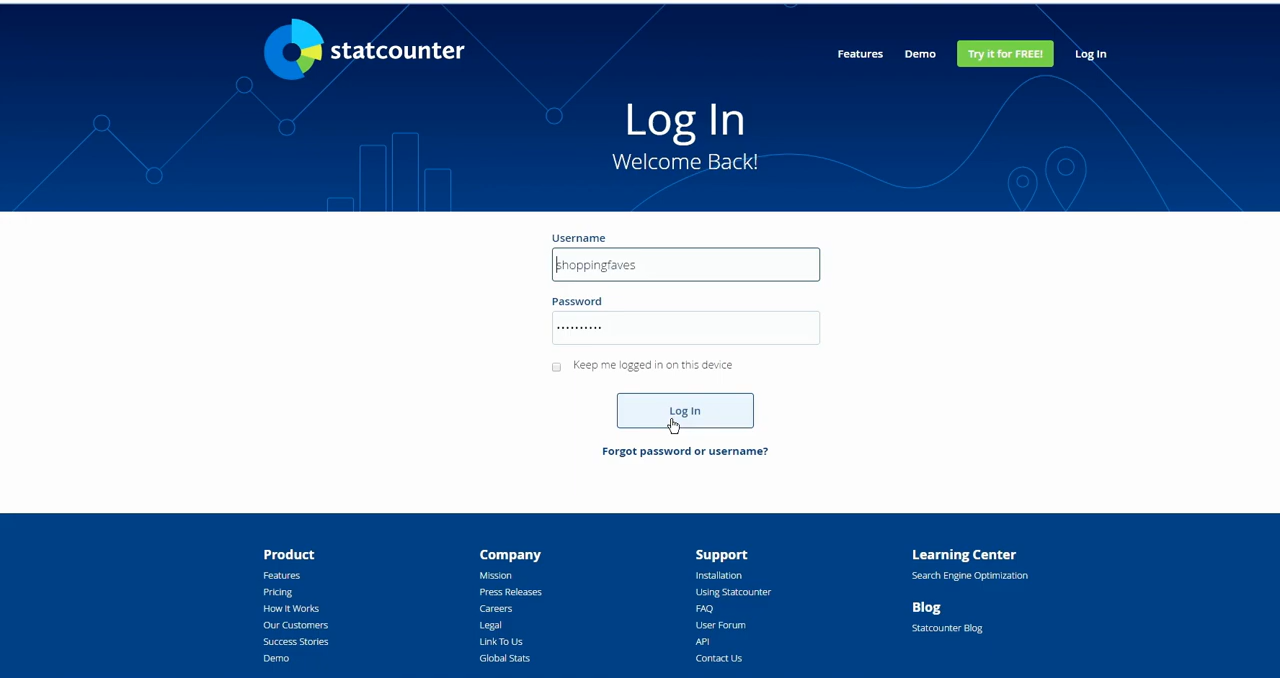 statcounter
Features Demo Try it for FREE! Log In
Log In
Welcome Back!
Username
shoppingfaves
Password
••••••••••
Keep me logged in on this device
Log In
Forgot password or username?
Product
Features
Pricing
How It Works
Our Customers
Success Stories
Demo
Company
Mission
Press Releases
Careers
Legal
Link To Us
Global Stats
Support
Installation
Using Statcounter
FAQ
User Forum
API
Contact Us
Learning Center
Search Engine Optimization
Blog
Statcounter Blog